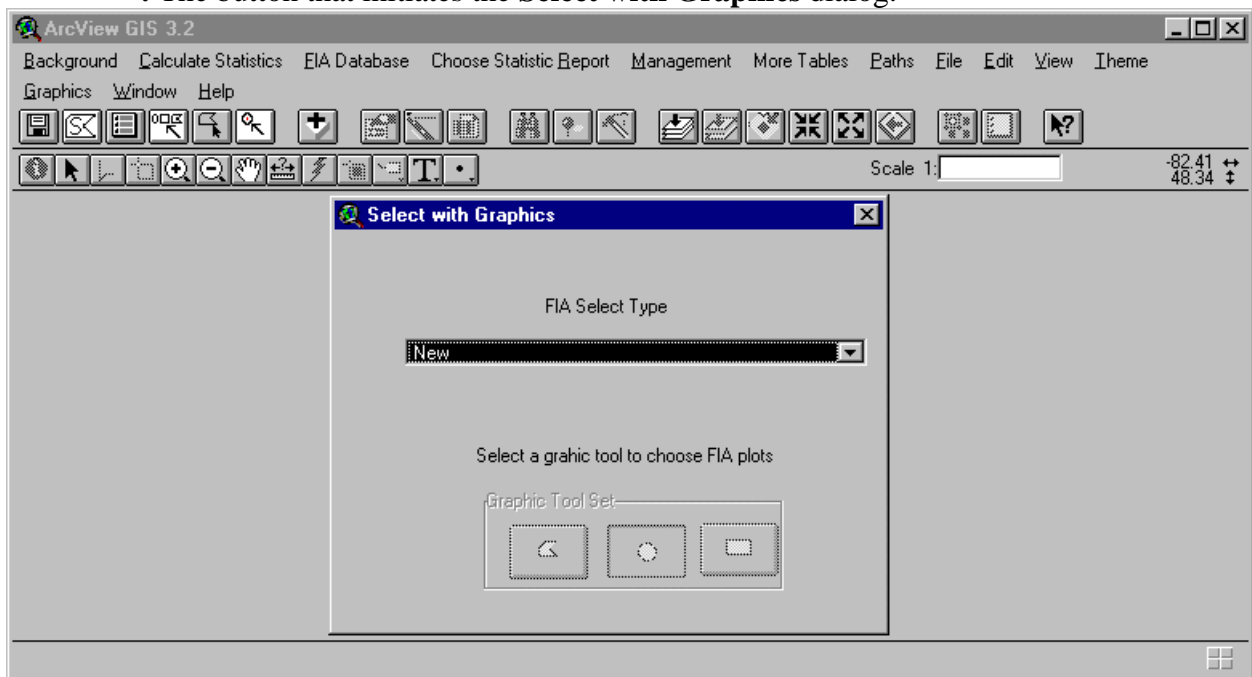 . The button that initiates the Select with Graphics dialog.
ArcView GIS 3.2
Background Calculate Statistics FIA Database Choose Statistic Report Management More Tables Paths File Edit View Theme
Graphics Window Help
T
Scale 1:
-82.41
48.34
Select with Graphics
FIA Select Type
New
Select a grahic tool to choose FIA plots
Graphic Tool Set